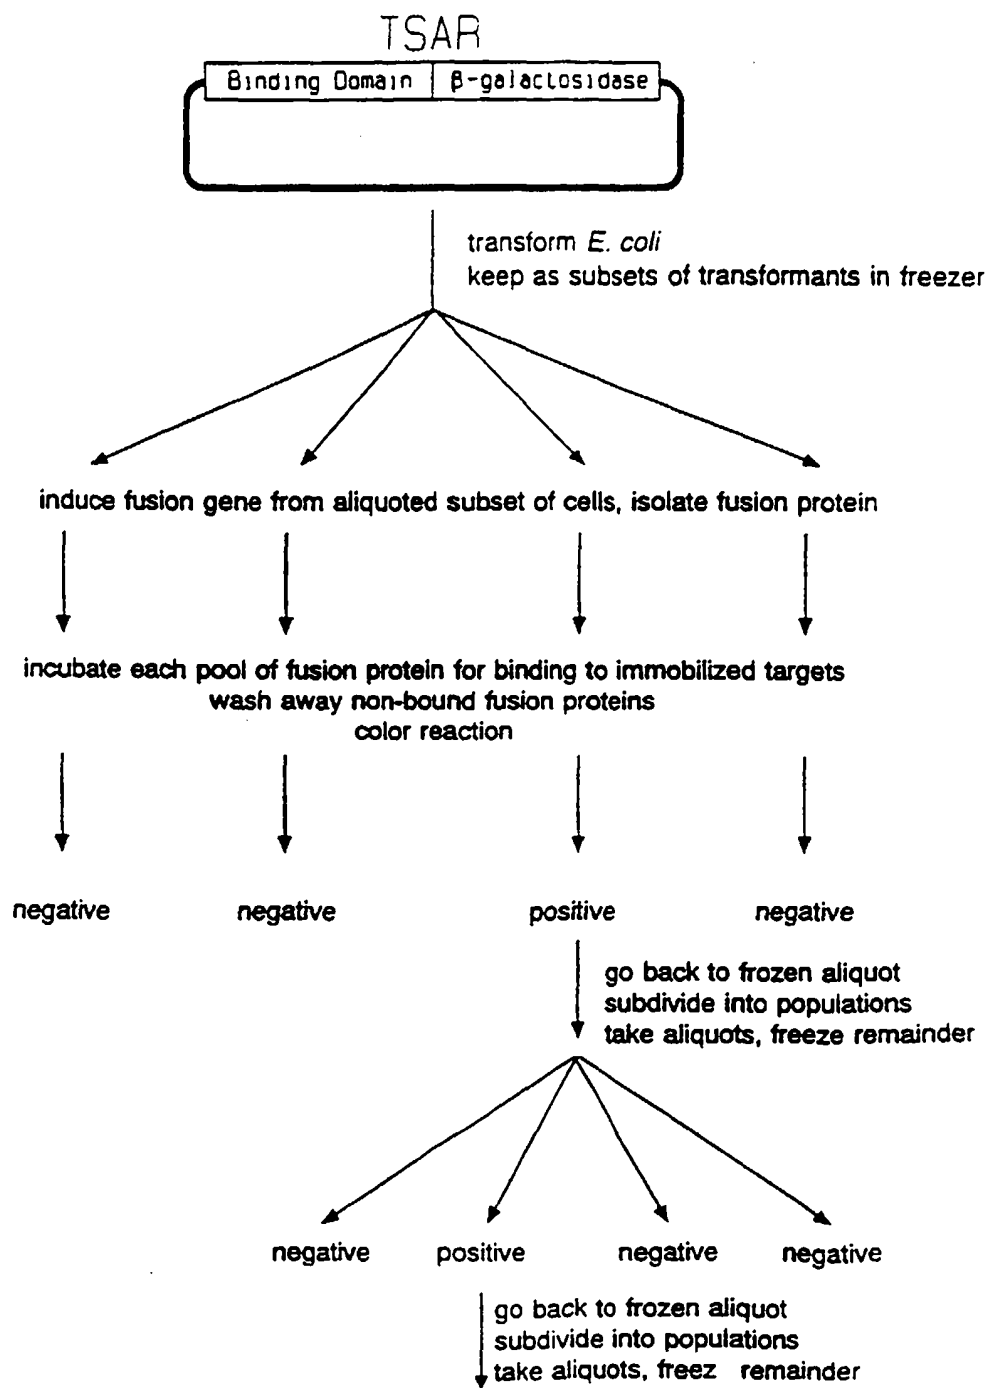 TSAR
Binding Domain β-galactosidase
transform E. coli
keep as subsets of transformants in freezer
induce fusion gene from aliquoted subset of cells, isolate fusion protein
incubate each pool of fusion protein for binding to immobilized targets
wash away non-bound fusion proteins
color reaction
negative negative positive negative
go back to frozen aliquot
subdivide into populations
take aliquots, freeze remainder
negative positive negative negative
go back to frozen aliquot
subdivide into populations
take aliquots, freez remainder